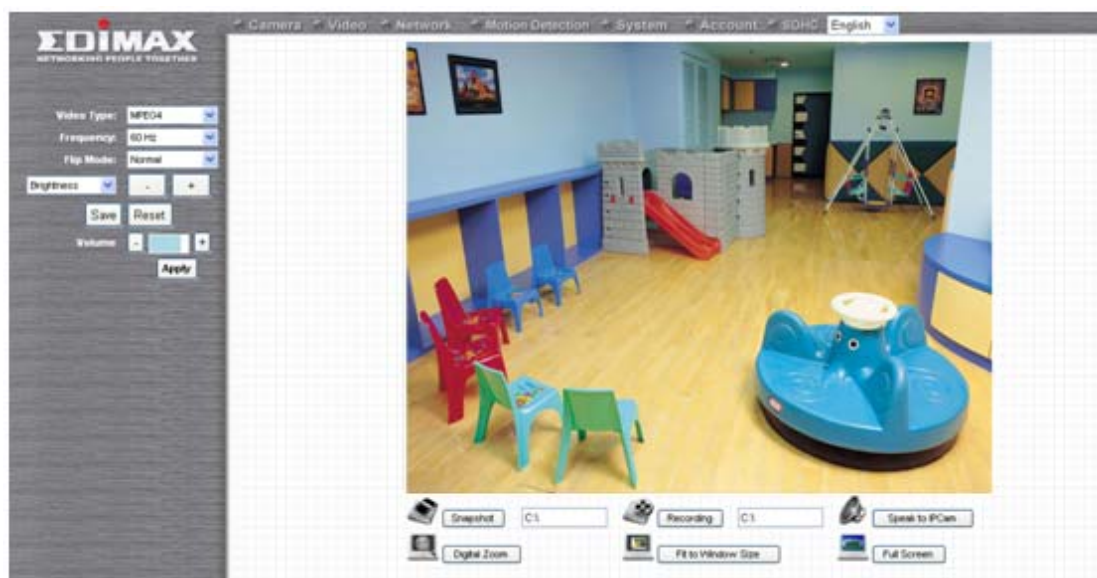 EDIMAX
NETWORKING PEOPLE TOGETHER
Camera Video Network Motion Detection System Account SDHC English
Video Type: MPEG4
Frequency: 60 Hz
Flip Mode: Normal
Brightness - +
Save Reset
Volume - +
Apply
Snapshot C:\ Recording C:\ Speak to IPCam
Digital Zoom Fit to Window Size Full Screen